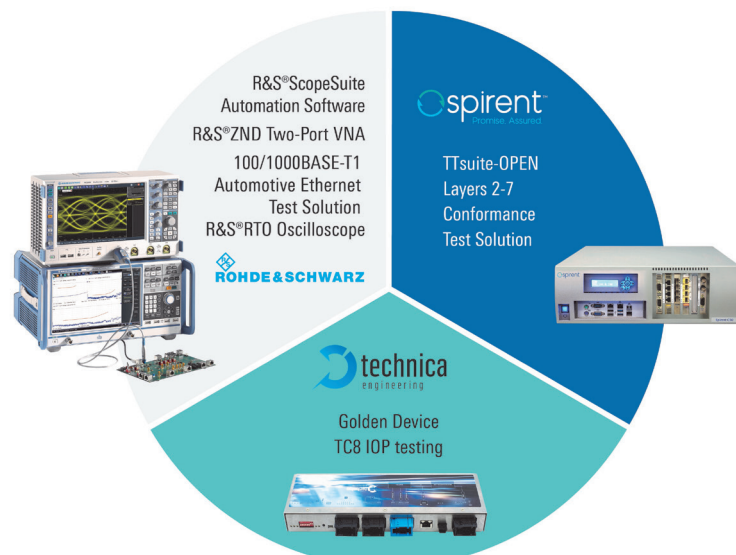 R&S®ScopeSuite
Automation Software
R&S®ZND Two-Port VNA
100/1000BASE-T1
Automotive Ethernet
Test Solution
R&S®RTO Oscilloscope
ROHDE&SCHWARZ
spirent™
Promise. Assured.
TTsuite-OPEN
Layers 2-7
Conformance
Test Solution
spirent
technica
engineering
Golden Device
TC8 IOP testing